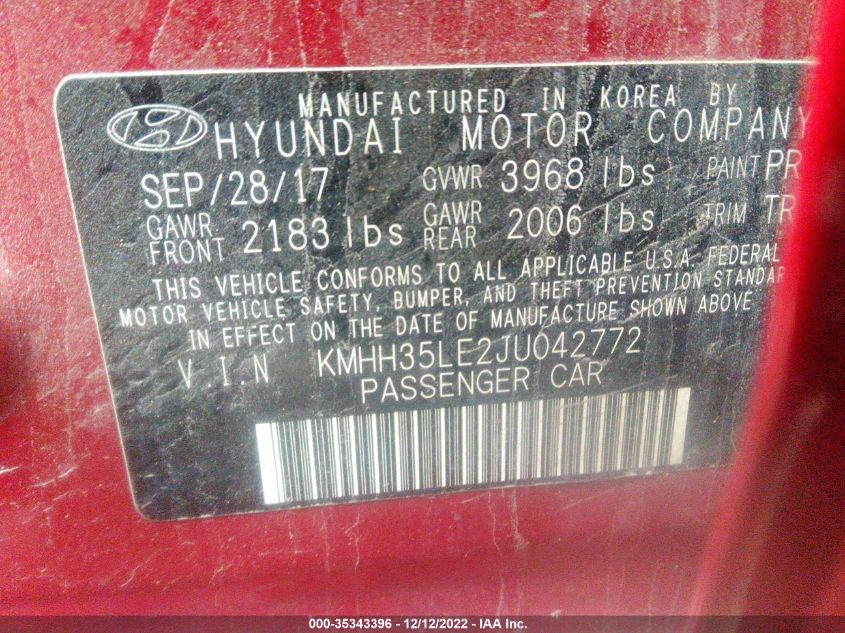 MANUFACTURED IN KOREA BY
HYUNDAI MOTOR COMPANY
SEP/28/17 GVWR 3968 lbs PAINT PR
GAWR FRONT 2183 lbs GAWR REAR 2006 lbs TRIM TR
THIS VEHICLE CONFORMS TO ALL APPLICABLE U.S.A. FEDERAL
MOTOR VEHICLE SAFETY, BUMPER, AND THEFT PREVENTION STANDAR
IN EFFECT ON THE DATE OF MANUFACTURE SHOWN ABOVE
V.I.N KMHH35LE2JU042772
PASSENGER CAR
000-35343396 - 12/12/2022 - IAA Inc.